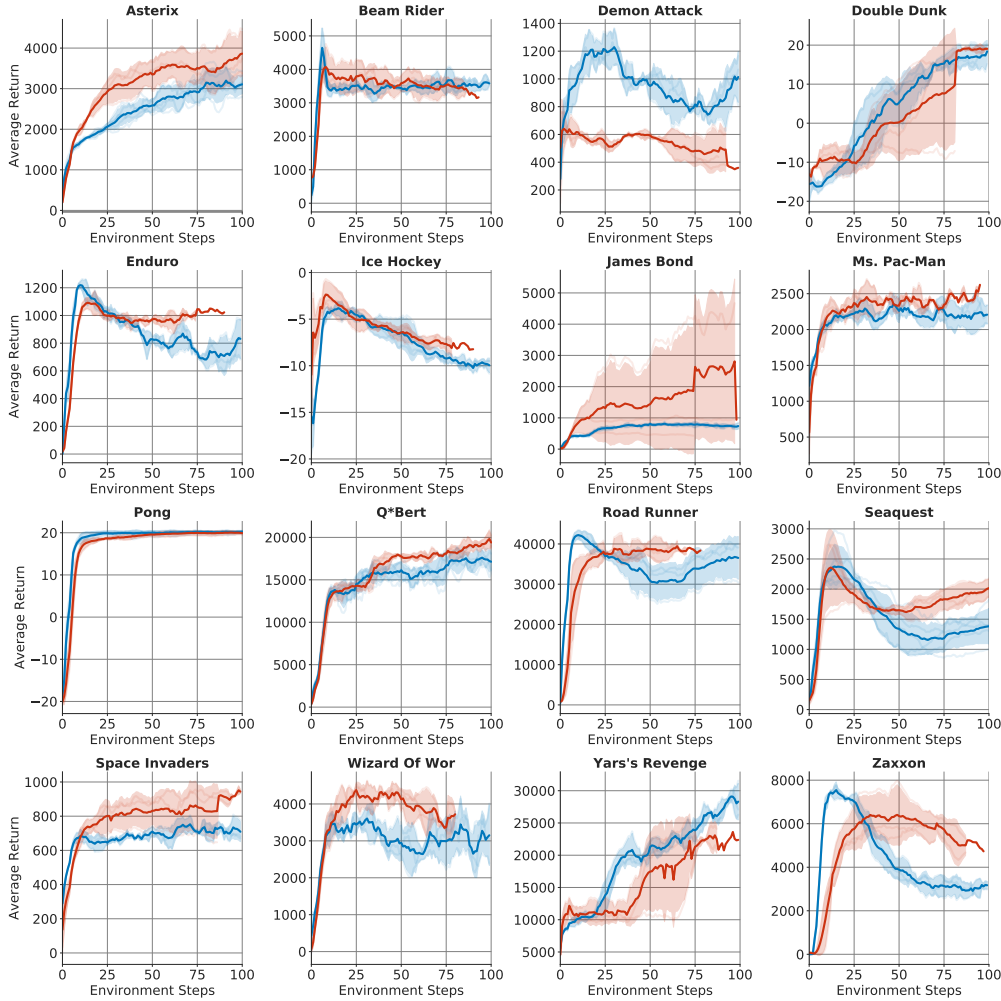 Asterix
Average Return
4000
3000
2000
1000
0
0 25 50 75 100
Environment Steps
Beam Rider
5000
4000
3000
2000
1000
0
0 25 50 75 100
Environment Steps
Demon Attack
1400
1200
1000
800
600
400
200
0 25 50 75 100
Environment Steps
Double Dunk
20
10
0
−10
−20
0 25 50 75 100
Environment Steps
Enduro
Average Return
1200
1000
800
600
400
200
0
0 25 50 75 100
Environment Steps
Ice Hockey
0
−5
−10
−15
−20
0 25 50 75 100
Environment Steps
James Bond
5000
4000
3000
2000
1000
0
0 25 50 75 100
Environment Steps
Ms. Pac-Man
2500
2000
1500
1000
500
0 25 50 75 100
Environment Steps
Pong
Average Return
20
10
0
−10
−20
0 25 50 75 100
Environment Steps
Q*Bert
20000
15000
10000
5000
0
0 25 50 75 100
Environment Steps
Road Runner
40000
30000
20000
10000
0
0 25 50 75 100
Environment Steps
Seaquest
3000
2500
2000
1500
1000
500
0
0 25 50 75 100
Environment Steps
Space Invaders
Average Return
1000
800
600
400
200
0
0 25 50 75 100
Environment Steps
Wizard Of Wor
4000
3000
2000
1000
0
0 25 50 75 100
Environment Steps
Yars's Revenge
30000
25000
20000
15000
10000
5000
0 25 50 75 100
Environment Steps
Zaxxon
8000
6000
4000
2000
0
0 25 50 75 100
Environment Steps